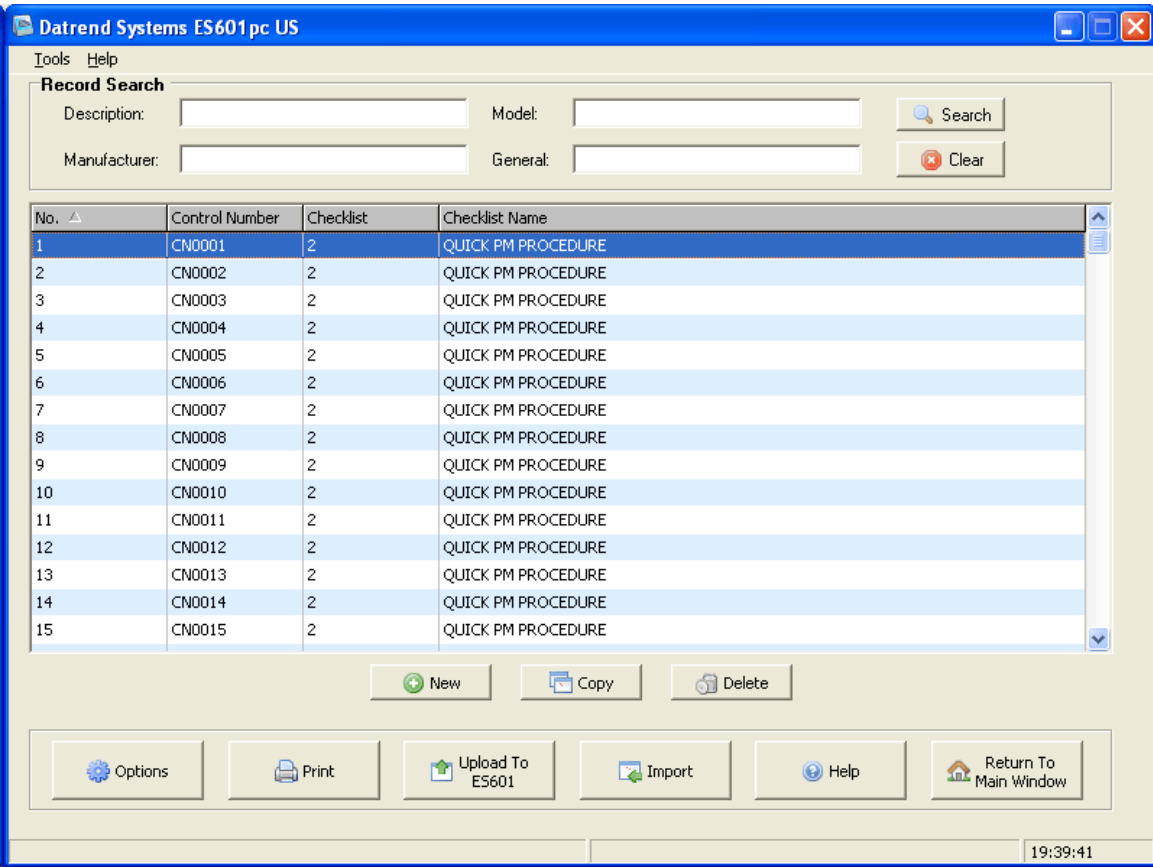 Datrend Systems ES601pc US
Tools Help
Record Search
Description: Model: Search
Manufacturer: General: Clear
No. Control Number Checklist Checklist Name
1 CN0001 2 QUICK PM PROCEDURE
2 CN0002 2 QUICK PM PROCEDURE
3 CN0003 2 QUICK PM PROCEDURE
4 CN0004 2 QUICK PM PROCEDURE
5 CN0005 2 QUICK PM PROCEDURE
6 CN0006 2 QUICK PM PROCEDURE
7 CN0007 2 QUICK PM PROCEDURE
8 CN0008 2 QUICK PM PROCEDURE
9 CN0009 2 QUICK PM PROCEDURE
10 CN0010 2 QUICK PM PROCEDURE
11 CN0011 2 QUICK PM PROCEDURE
12 CN0012 2 QUICK PM PROCEDURE
13 CN0013 2 QUICK PM PROCEDURE
14 CN0014 2 QUICK PM PROCEDURE
15 CN0015 2 QUICK PM PROCEDURE
New Copy Delete
Options Print Upload To ES601 Import Help Return To Main Window
19:39:41